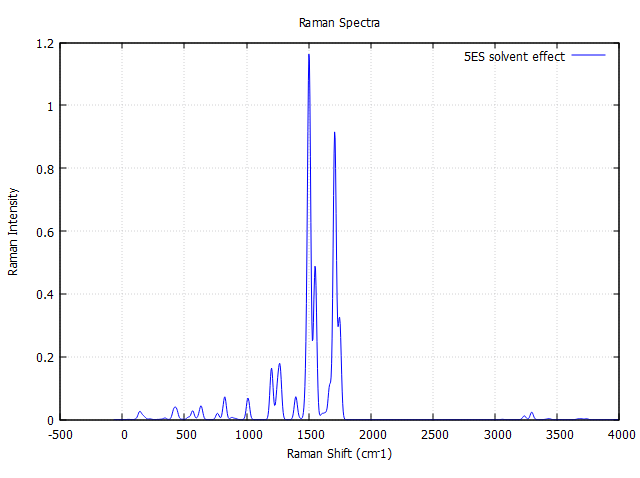 Raman Spectra
1.2
5ES solvent effect
1
0.8
0.6
0.4
0.2
0
Raman Intensity
-500 0 500 1000 1500 2000 2500 3000 3500 4000
Raman Shift (cm-1)